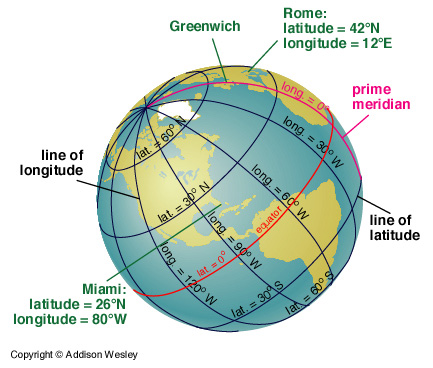 Rome:
latitude = 42°N
longitude = 12°E
Greenwich
prime
meridian
long. = 0°
lat. = 60° N
long. = 30° W
line of
longitude
lat. = 30° N
long. = 60° W
line of
latitude
equator
long. = 90° W
lat. = 0°
long. = 120° W
lat. = 30° S
lat. = 60° S
Miami:
latitude = 26°N
longitude = 80°W
Copyright © Addison Wesley